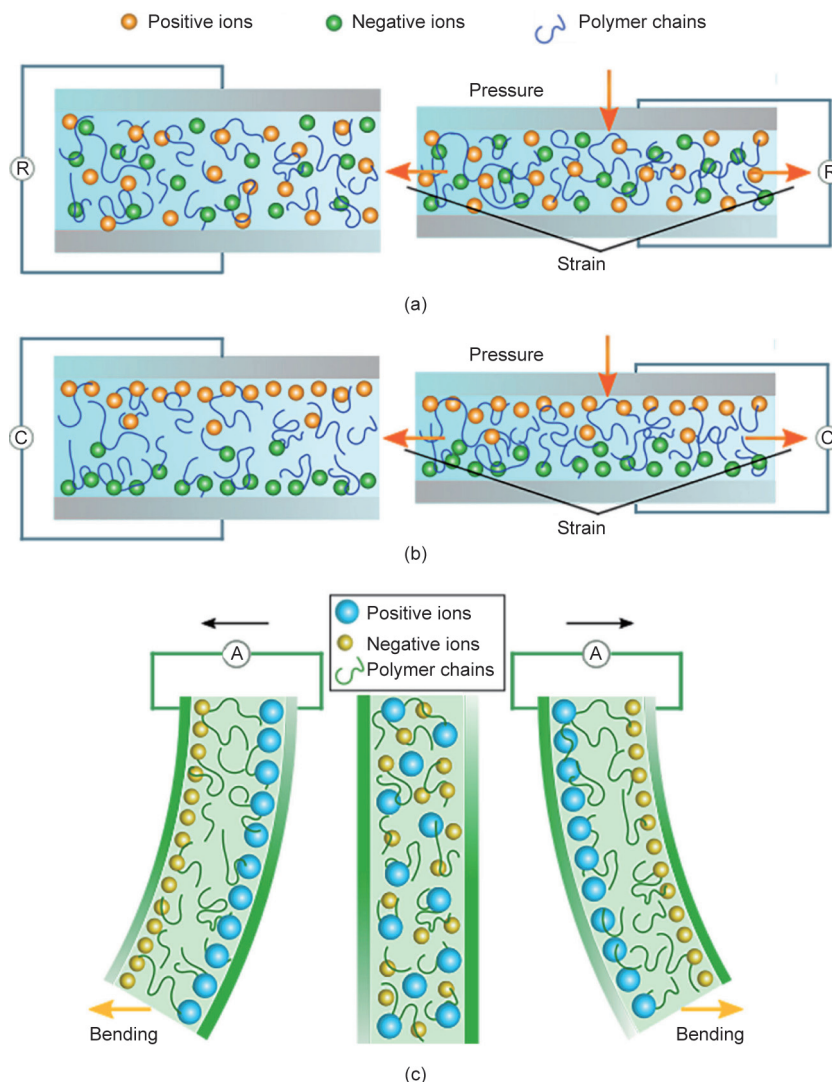 Positive ions Negative ions Polymer chains
Pressure
R R
Strain
(a)
Pressure
C C
Strain
(b)
Positive ions
Negative ions
Polymer chains
A A
Bending Bending
(c)